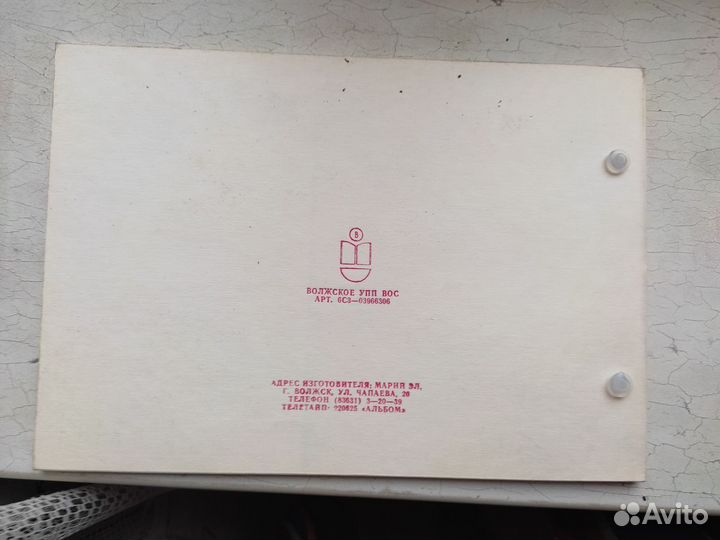 В
ВОЛЖСКОЕ УПП ВОС
АРТ. 6СЗ—03966306
АДРЕС ИЗГОТОВИТЕЛЯ: МАРИЙ ЭЛ,
Г. ВОЛЖСК, УЛ. ЧАПАЕВА, 20
ТЕЛЕФОН (83631) 3—20—39
ТЕЛЕТАЙП: 220625 «АЛЬБОМ»
Avito